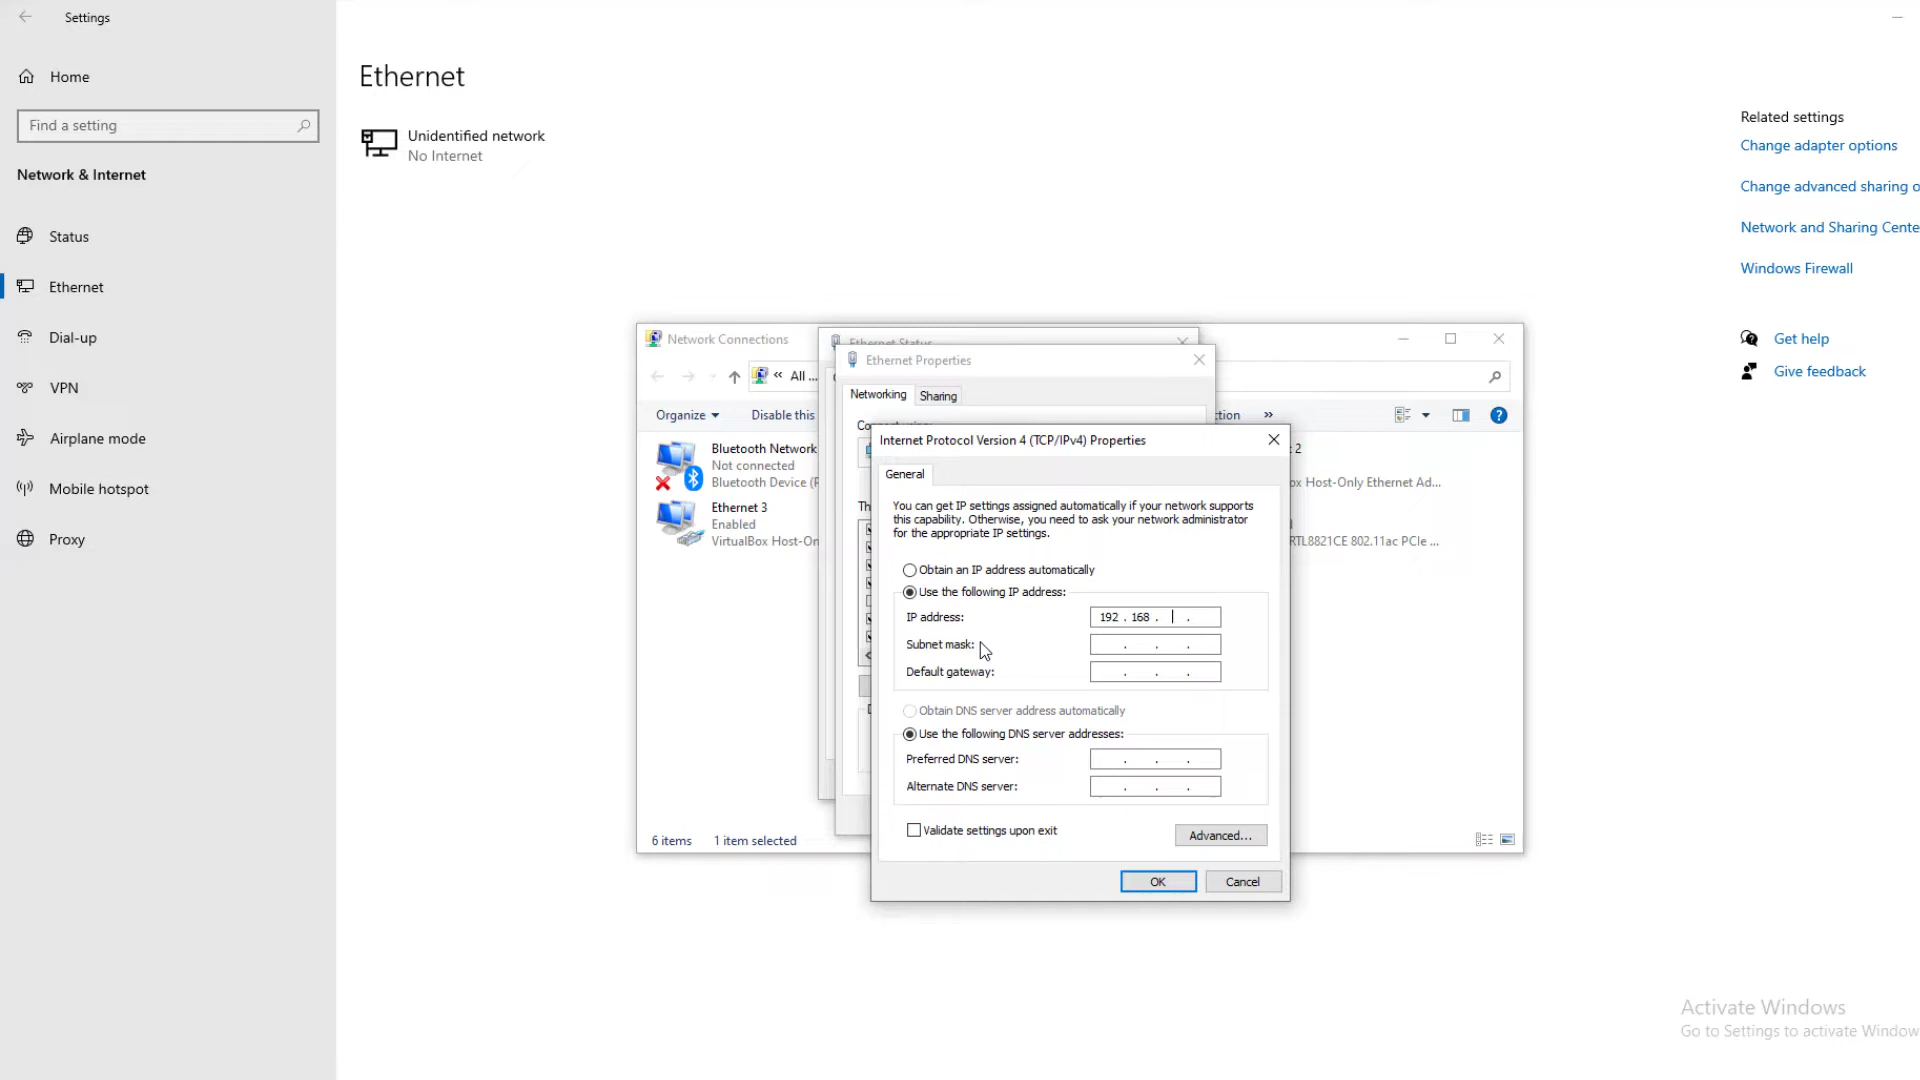 Settings
Home
Find a setting
Network & Internet
Status
Ethernet
Dial-up
VPN
Airplane mode
Mobile hotspot
Proxy
Ethernet
Unidentified network
No Internet
Related settings
Change adapter options
Change advanced sharing o
Network and Sharing Cente
Windows Firewall
Get help
Give feedback
Network Connections
« All ...
Organize
Disable this
ction »
Bluetooth Network
Not connected
Bluetooth Device (P
Ethernet 3
Enabled
VirtualBox Host-On
2
ox Host-Only Ethernet Ad...
RTL8821CE 802.11ac PCIe ...
6 items 1 item selected
Ethernet Status
Ethernet Properties
Networking Sharing
Th
Internet Protocol Version 4 (TCP/IPv4) Properties
General
You can get IP settings assigned automatically if your network supports
this capability. Otherwise, you need to ask your network administrator
for the appropriate IP settings.
Obtain an IP address automatically
Use the following IP address:
IP address: 192 . 168 . .
Subnet mask: . . .
Default gateway: . . .
Obtain DNS server address automatically
Use the following DNS server addresses:
Preferred DNS server: . . .
Alternate DNS server: . . .
Validate settings upon exit
Advanced...
OK Cancel
Activate Windows
Go to Settings to activate Window